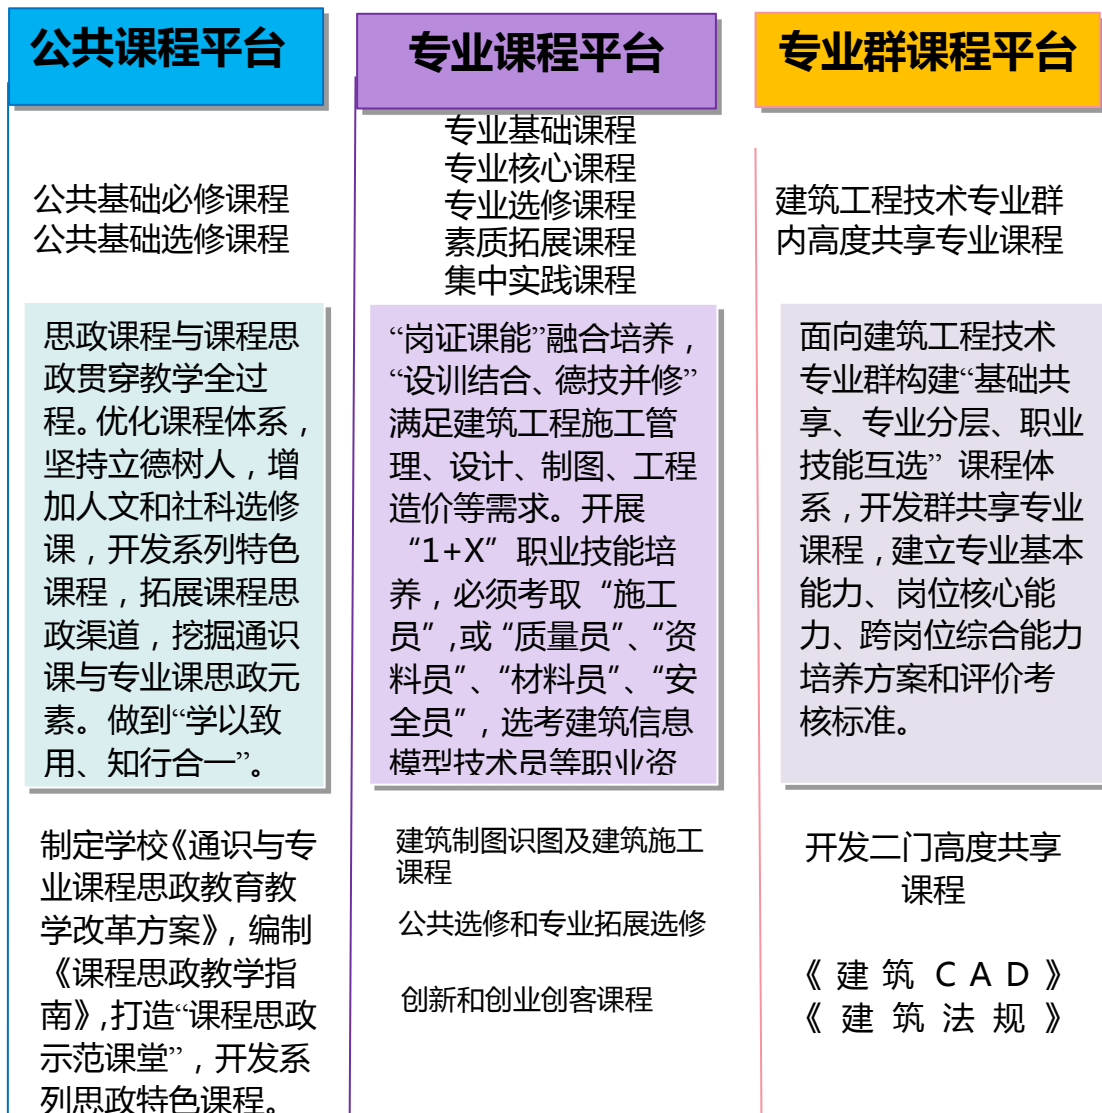 公共课程平台
公共基础必修课程
公共基础选修课程
思政课程与课程思
政贯穿教学全过
程。优化课程体系，
坚持立德树人，增
加人文和社科选修
课，开发系列特色
课程，拓展课程思
政渠道，挖掘通识
课与专业课思政元
素。做到“学以致
用、知行合一”。
制定学校《通识与专
业课程思政教育教
学改革方案》，编制
《课程思政教学指
南》,打造“课程思政
示范课堂”，开发系
列思政特色课程。
专业课程平台
专业基础课程
专业核心课程
专业选修课程
素质拓展课程
集中实践课程
“岗证课能”融合培养，
“设训结合、德技并修”
满足建筑工程施工管
理、设计、制图、工程
造价等需求。开展
“1+X”职业技能培
养，必须考取“施工
员”,或“质量员”、“资
料员”、“材料员”、“安
全员”，选考建筑信息
模型技术员等职业资
建筑制图识图及建筑施工
课程
公共选修和专业拓展选修
创新和创业创客课程
专业群课程平台
建筑工程技术专业群
内高度共享专业课程
面向建筑工程技术
专业群构建“基础共
享、专业分层、职业
技能互选” 课程体
系，开发群共享专业
课程，建立专业基本
能力、岗位核心能
力、跨岗位综合能力
培养方案和评价考
核标准。
开发二门高度共享
课程
《建筑CAD》
《建筑法规》